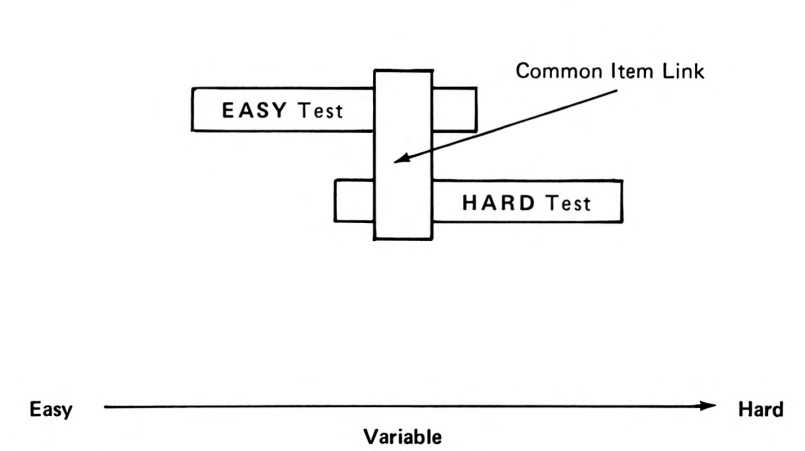 Common Item Link
EASY Test
HARD Test
Easy
Hard
Variable